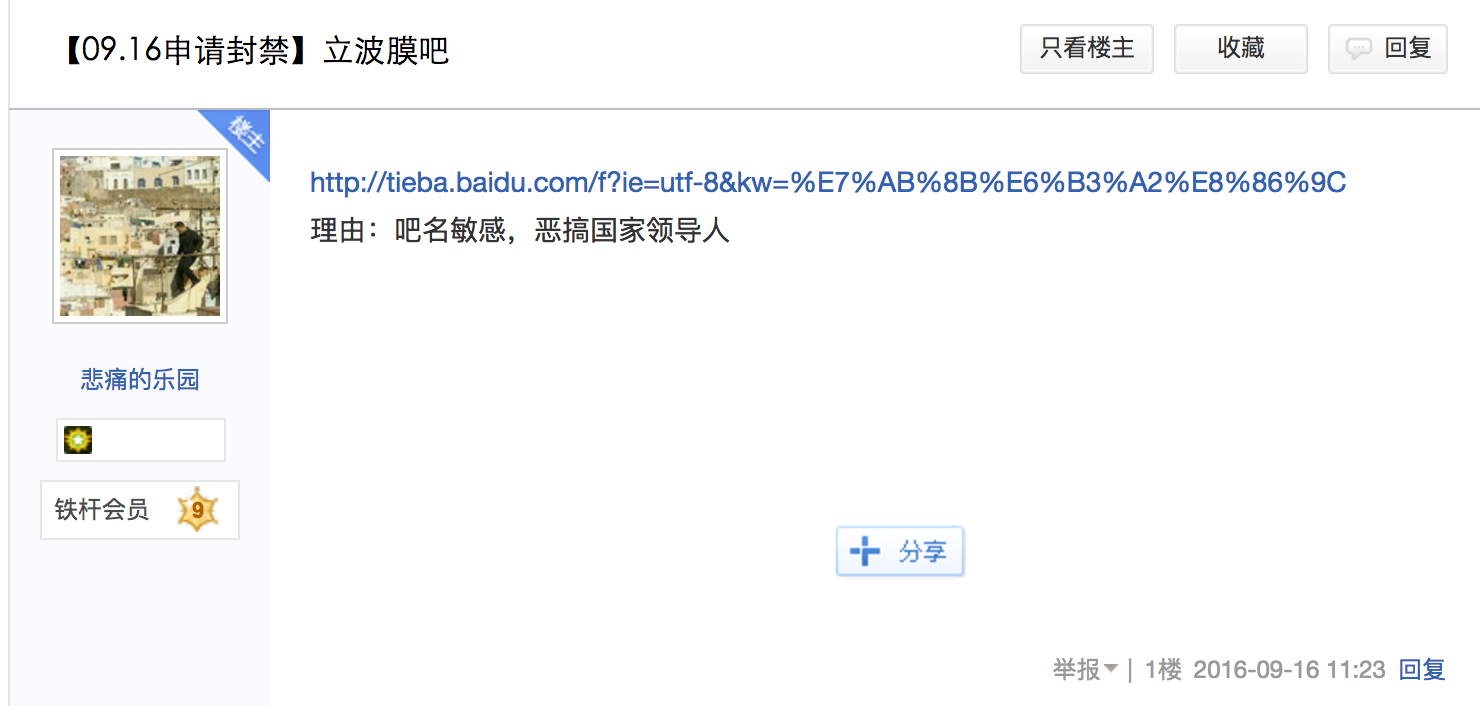 【09.16申请封禁】立波膜吧
只看楼主
收藏
回复
楼主
http://tieba.baidu.com/f?ie=utf-8&kw=%E7%AB%8B%E6%B3%A2%E8%86%9C
理由：吧名敏感，恶搞国家领导人
悲痛的乐园
铁杆会员 9
分享
举报 | 1楼 2016-09-16 11:23 回复